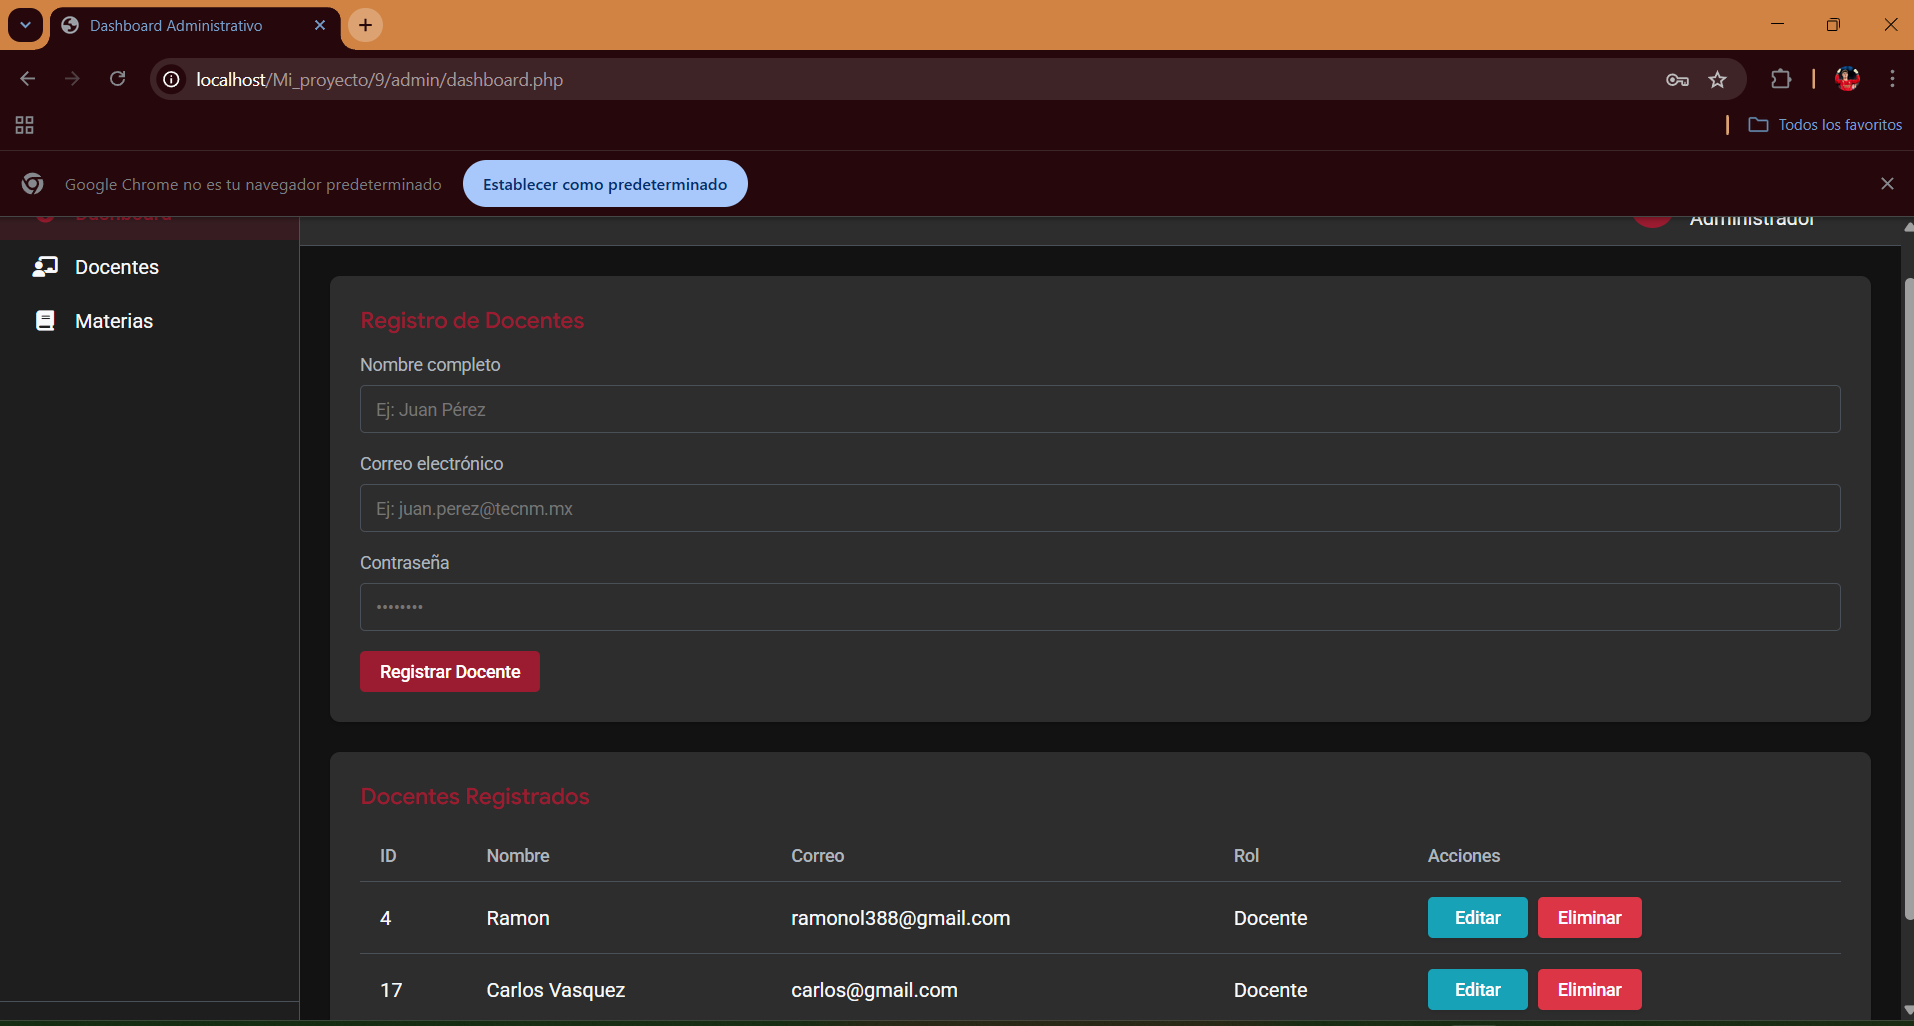 Dashboard Administrativo
localhost/Mi_proyecto/9/admin/dashboard.php
Todos los favoritos
Google Chrome no es tu navegador predeterminado Establecer como predeterminado
Dashboard
Administrador
Docentes
Materias
Registro de Docentes
Nombre completo
Ej: Juan Pérez
Correo electrónico
Ej: juan.perez@tecnm.mx
Contraseña
••••••••
Registrar Docente
Docentes Registrados
ID Nombre Correo Rol Acciones
4 Ramon ramonol388@gmail.com Docente Editar Eliminar
17 Carlos Vasquez carlos@gmail.com Docente Editar Eliminar